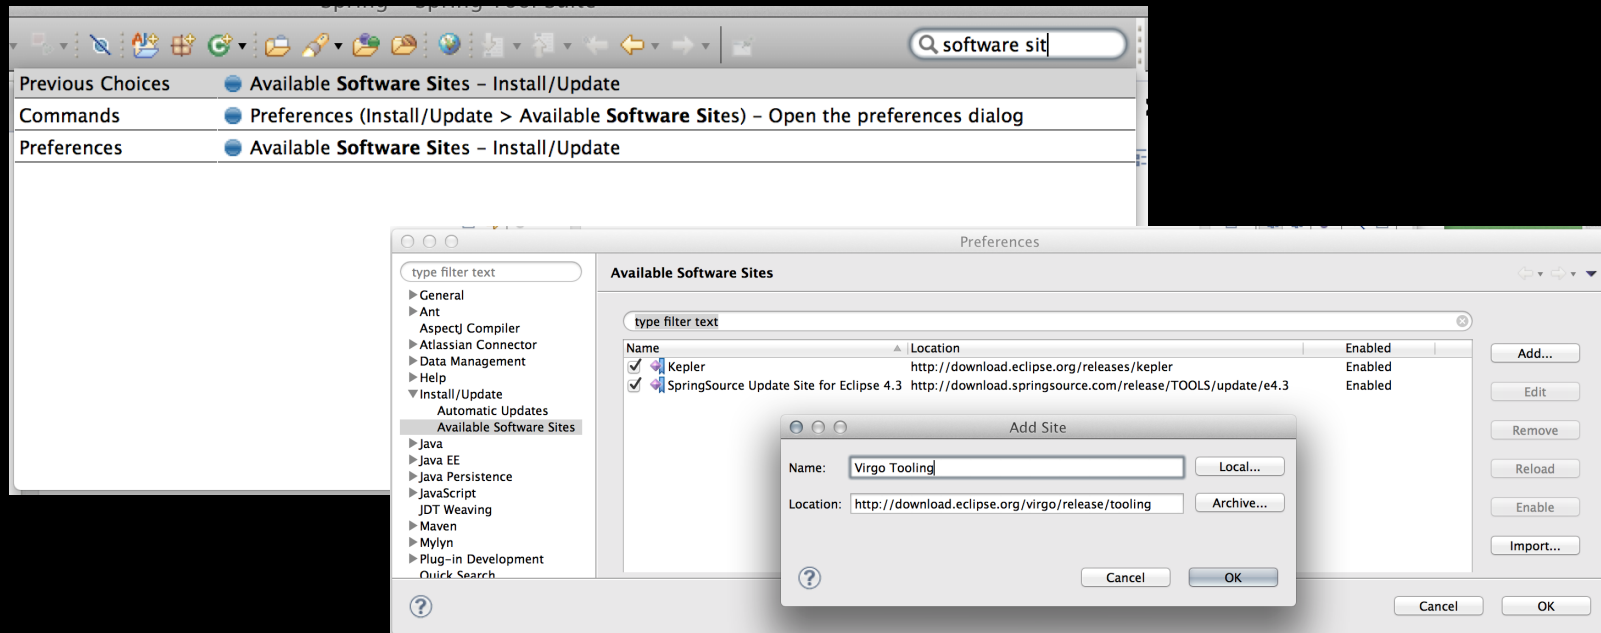 Spring - Spring Tool Suite
software sit
Previous Choices Available Software Sites – Install/Update
Commands Preferences (Install/Update > Available Software Sites) – Open the preferences dialog
Preferences Available Software Sites – Install/Update
Preferences
type filter text
Available Software Sites
General
Ant
AspectJ Compiler
Atlassian Connector
Data Management
Help
Install/Update
Automatic Updates
Available Software Sites
Java
Java EE
Java Persistence
JavaScript
JDT Weaving
Maven
Mylyn
Plug-in Development
Quick Search
type filter text
Name Location Enabled
Kepler http://download.eclipse.org/releases/kepler Enabled
SpringSource Update Site for Eclipse 4.3 http://download.springsource.com/release/TOOLS/update/e4.3 Enabled
Add...
Edit
Remove
Reload
Enable
Import...
Add Site
Name: Virgo Tooling Local...
Location: http://download.eclipse.org/virgo/release/tooling Archive...
? Cancel OK
? Cancel OK